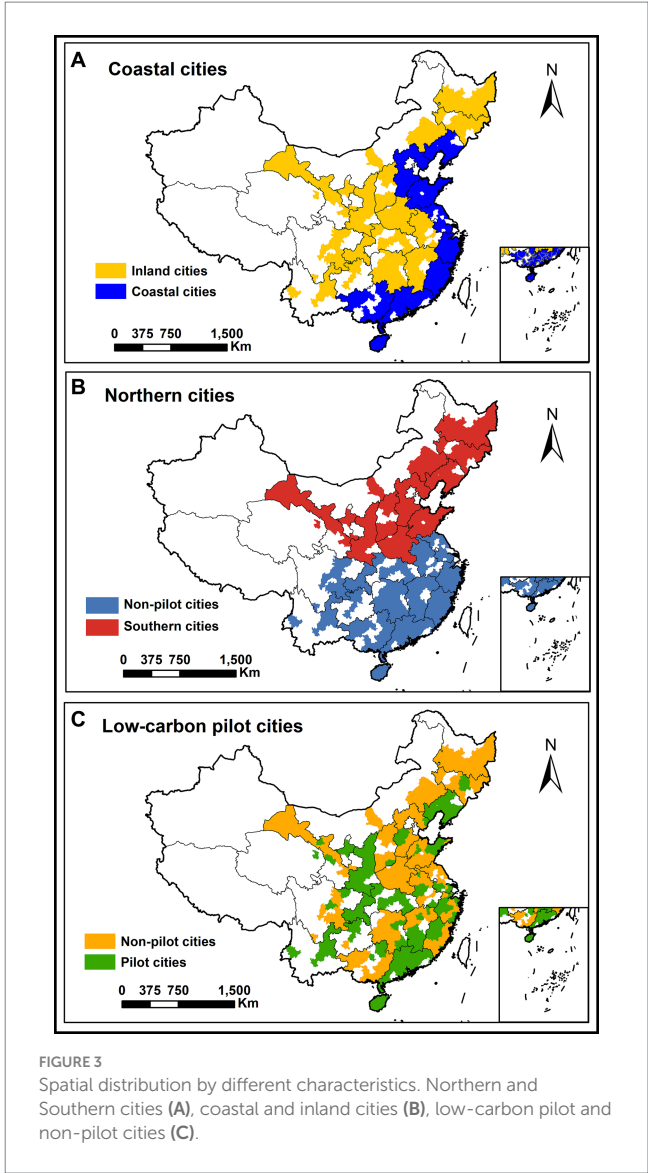 A
Coastal cities
N
Inland cities
Coastal cities
0 375 750 1,500
Km
B
Northern cities
N
Non-pilot cities
Southern cities
0 375 750 1,500
Km
C
Low-carbon pilot cities
N
Non-pilot cities
Pilot cities
0 375 750 1,500
Km
FIGURE 3
Spatial distribution by different characteristics. Northern and
Southern cities (A), coastal and inland cities (B), low-carbon pilot and
non-pilot cities (C).